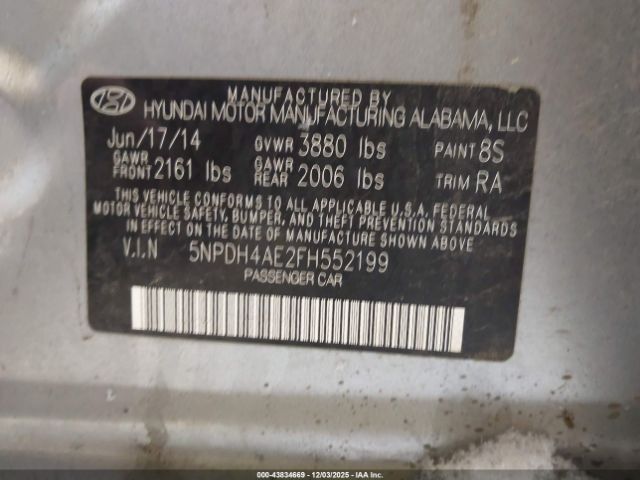 MANUFACTURED BY
HYUNDAI MOTOR MANUFACTURING ALABAMA, LLC
Jun/17/14 GVWR 3880 lbs PAINT 8S
GAWR FRONT 2161 lbs GAWR REAR 2006 lbs TRIM RA
THIS VEHICLE CONFORMS TO ALL APPLICABLE U.S.A. FEDERAL
MOTOR VEHICLE SAFETY, BUMPER, AND THEFT PREVENTION
STANDARDS IN EFFECT ON THE DATE OF MANUFACTURE SHOWN ABOVE.
V.I.N 5NPDH4AE2FH552199
PASSENGER CAR
000-43834669 - 12/03/2025 - IAA Inc.